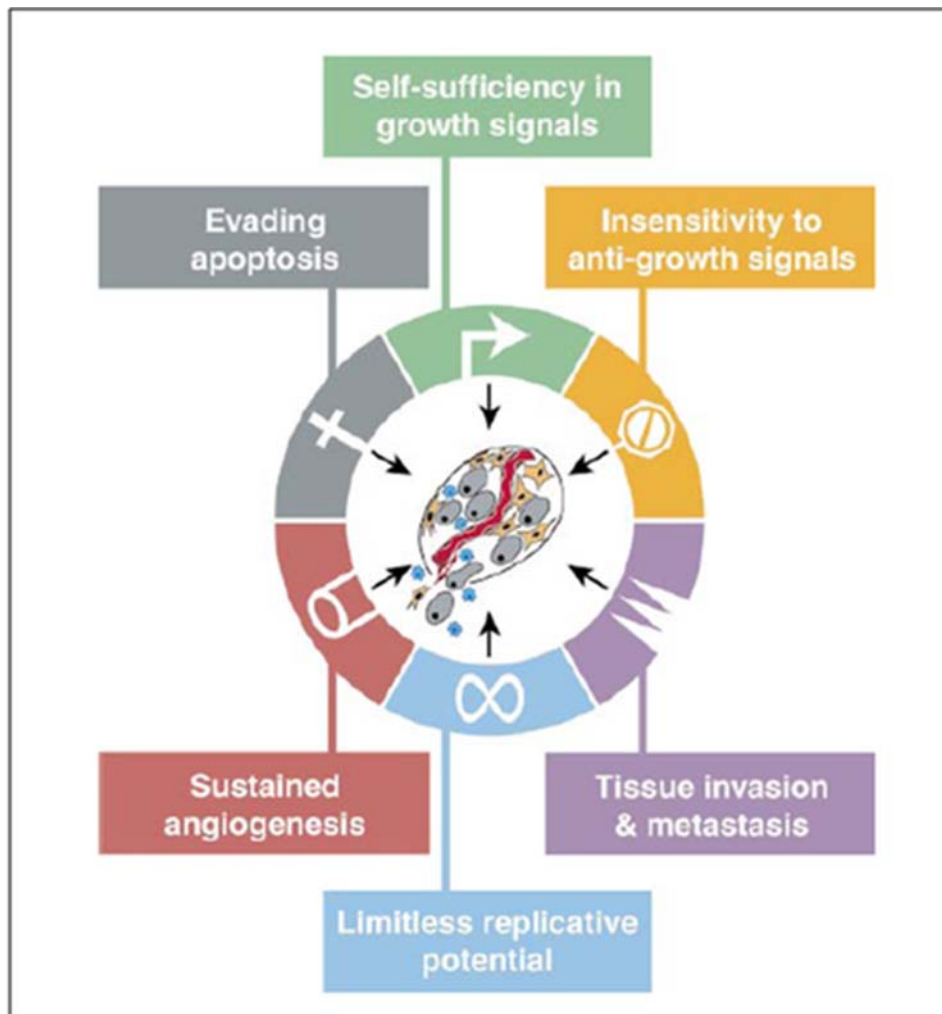 Self-sufficiency in
growth signals
Evading
apoptosis
Insensitivity to
anti-growth signals
Sustained
angiogenesis
Tissue invasion
& metastasis
Limitless replicative
potential